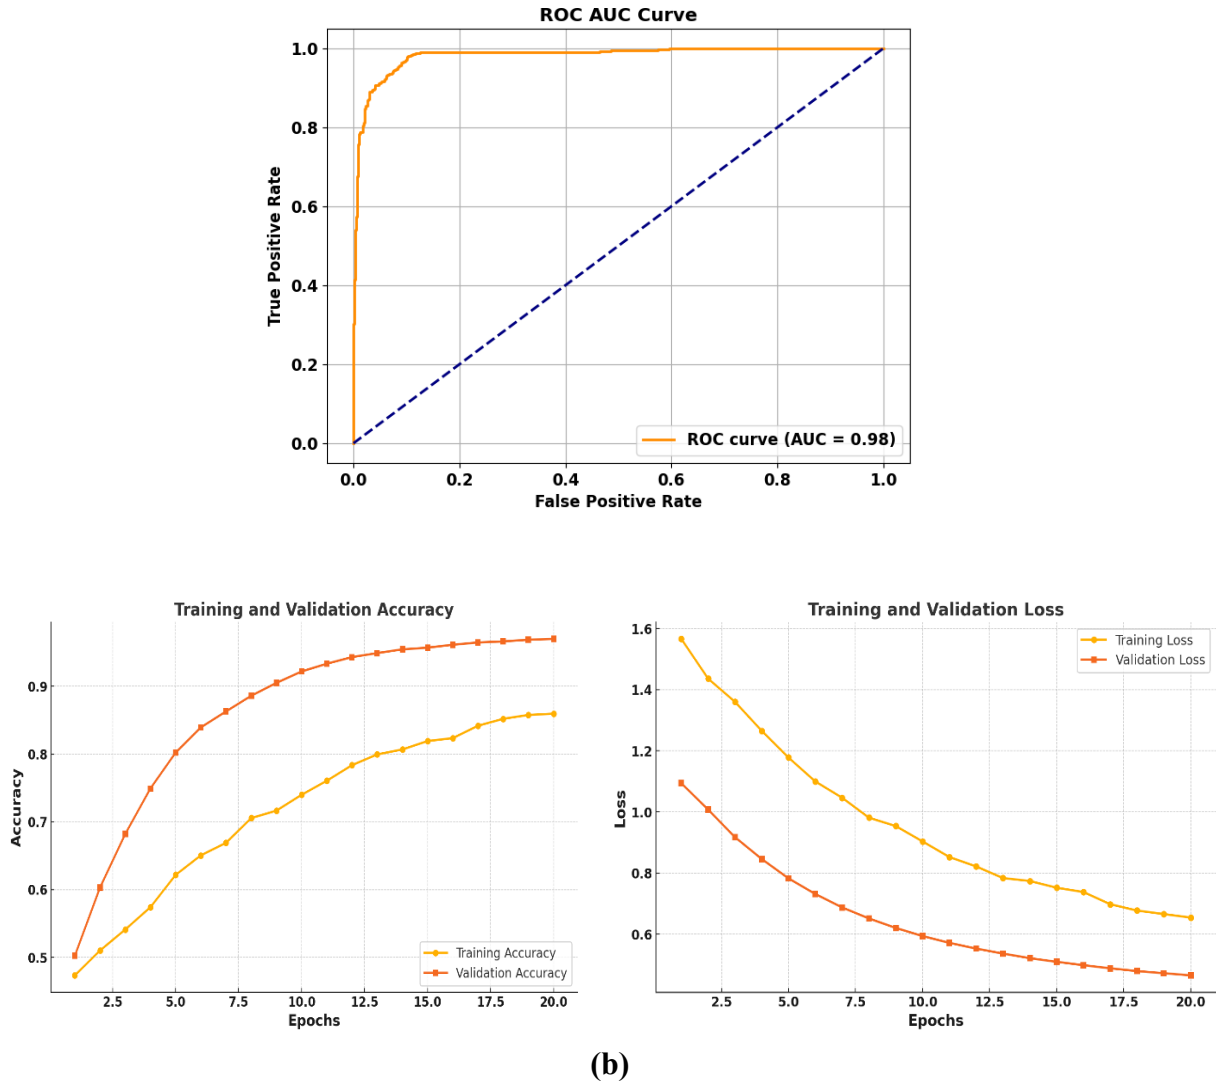 ROC AUC Curve
1.0
0.8
0.6
0.4
0.2
0.0
True Positive Rate
ROC curve (AUC = 0.98)
0.0 0.2 0.4 0.6 0.8 1.0
False Positive Rate
Training and Validation Accuracy
0.9
0.8
0.7
0.6
0.5
Accuracy
Training Accuracy
Validation Accuracy
2.5 5.0 7.5 10.0 12.5 15.0 17.5 20.0
Epochs
Training and Validation Loss
1.6
1.4
1.2
1.0
0.8
0.6
Loss
Training Loss
Validation Loss
2.5 5.0 7.5 10.0 12.5 15.0 17.5 20.0
Epochs
(b)